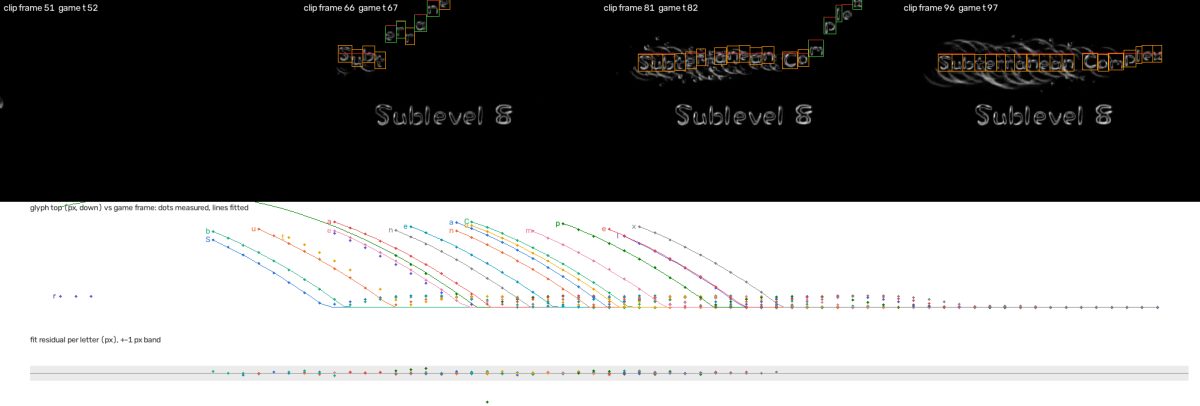 clip frame 51 game t 52
clip frame 66 game t 67
clip frame 81 game t 82
clip frame 96 game t 97
Sublevel 8
Subterranean Co
Subterranean Complex
Sublevel 8
Sublevel 8
glyph top (px, down) vs game frame: dots measured, lines fitted
b
S
u
t
a
e
n
e
a
C
n
m
p
e
l
x
r
fit residual per letter (px), +-1 px band